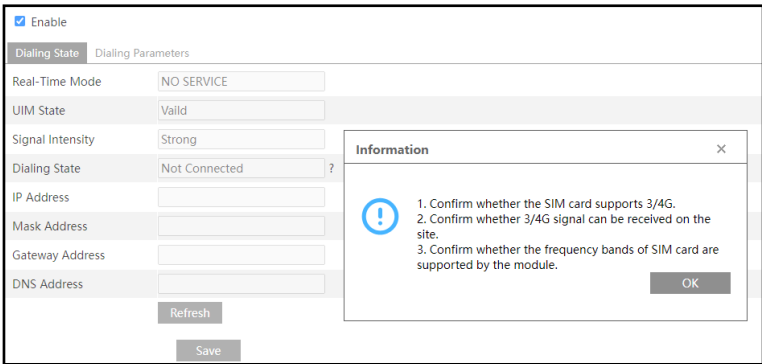 Enable
Dialing State Dialing Parameters
Real-Time Mode NO SERVICE
UIM State Vaild
Signal Intensity Strong
Dialing State Not Connected ?
IP Address
Mask Address
Gateway Address
DNS Address
Refresh
Save
Information ×
1. Confirm whether the SIM card supports 3/4G.
2. Confirm whether 3/4G signal can be received on the
site.
3. Confirm whether the frequency bands of SIM card are
supported by the module.
OK